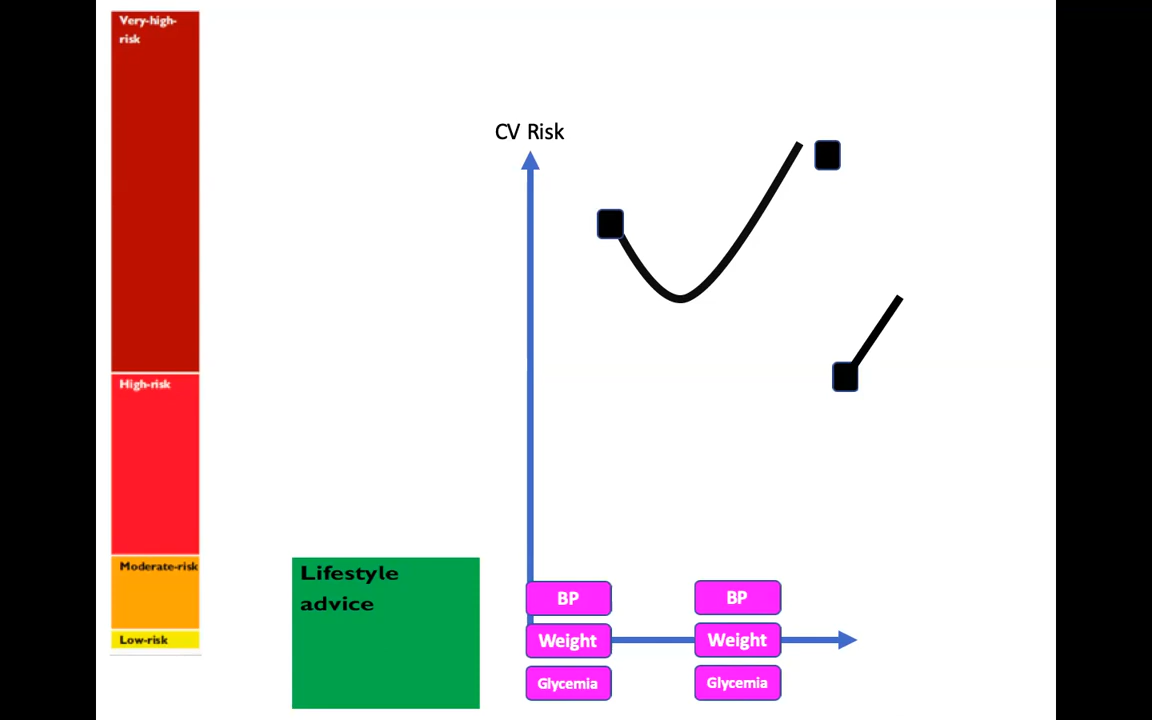 Very-high-
risk
High-risk
Moderate-risk
Low-risk
Lifestyle
advice
CV Risk
BP
Weight
Glycemia
BP
Weight
Glycemia